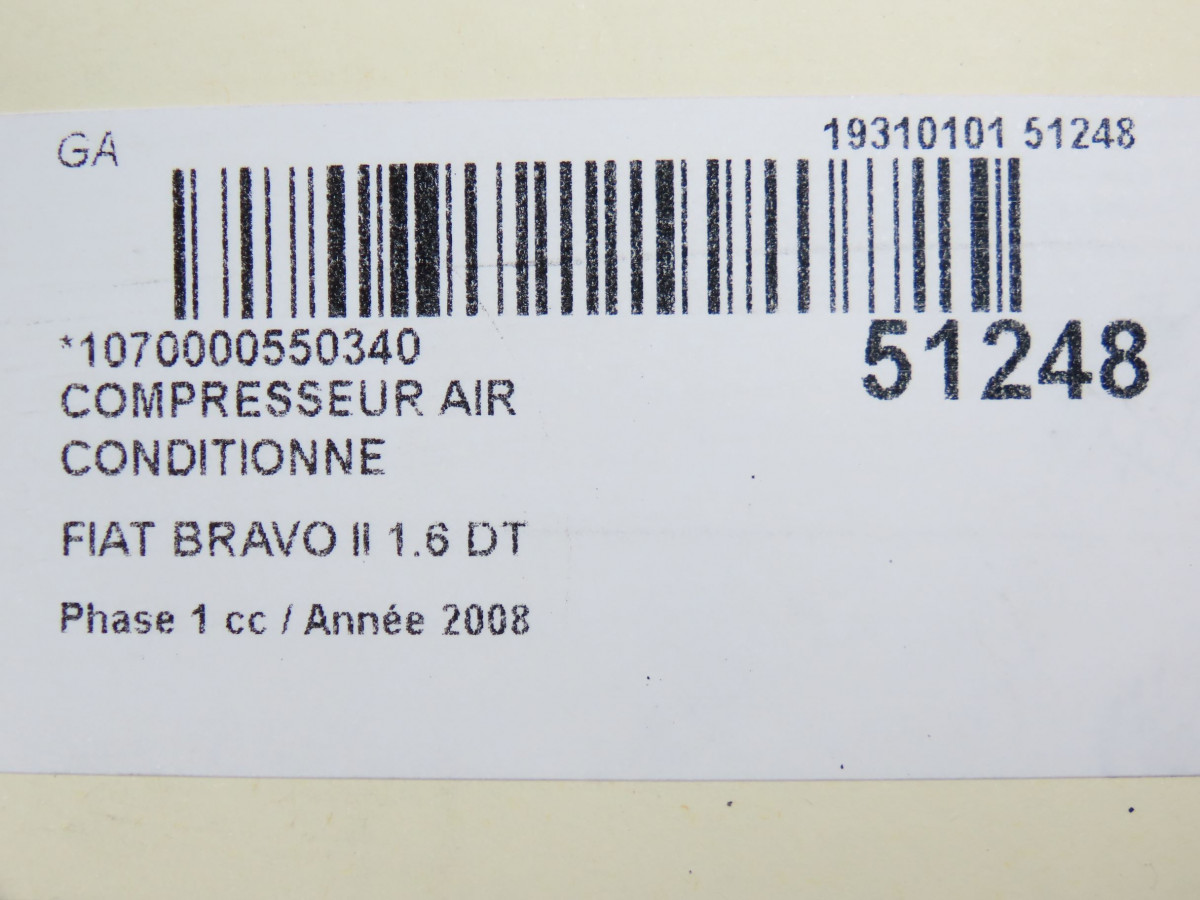 GA
19310101 51248
*1070000550340
51248
COMPRESSEUR AIR
CONDITIONNE
FIAT BRAVO II 1.6 DT
Phase 1 cc / Année 2008